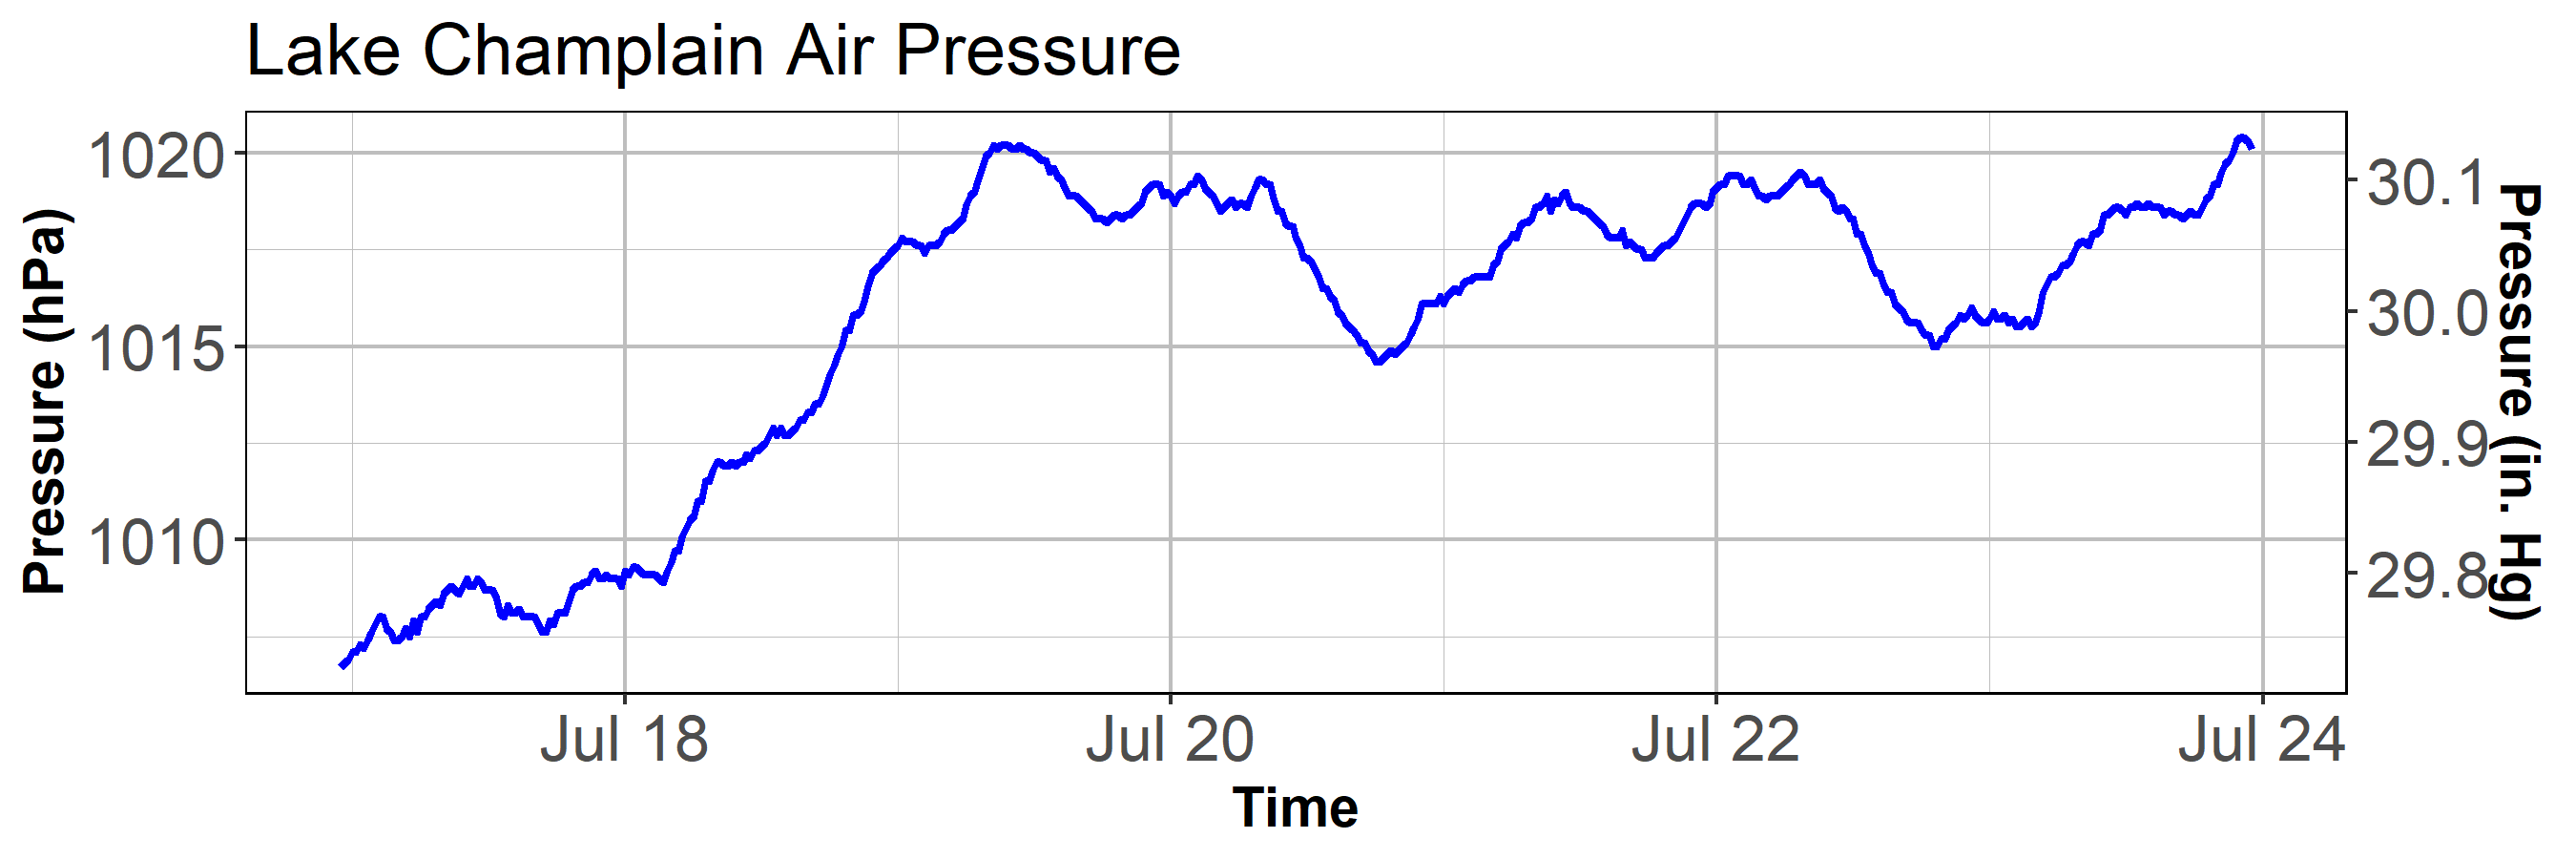 Lake Champlain Air Pressure
Pressure (hPa)
1020
1015
1010
30.1
30.0
29.9
29.8
Pressure (in. Hg)
Jul 18 Jul 20 Jul 22 Jul 24
Time